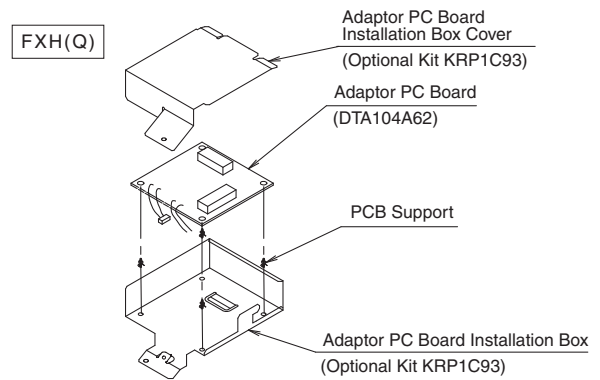 FXH(Q)
Adaptor PC Board
Installation Box Cover
(Optional Kit KRP1C93)
Adaptor PC Board
(DTA104A62)
PCB Support
Adaptor PC Board Installation Box
(Optional Kit KRP1C93)